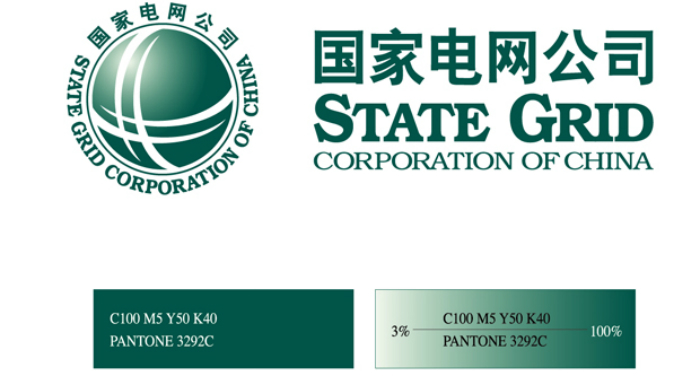 国家电网公司
STATE GRID CORPORATION OF CHINA
国家电网公司
STATE GRID
CORPORATION OF CHINA
C100 M5 Y50 K40
PANTONE 3292C
3%
C100 M5 Y50 K40
PANTONE 3292C
100%